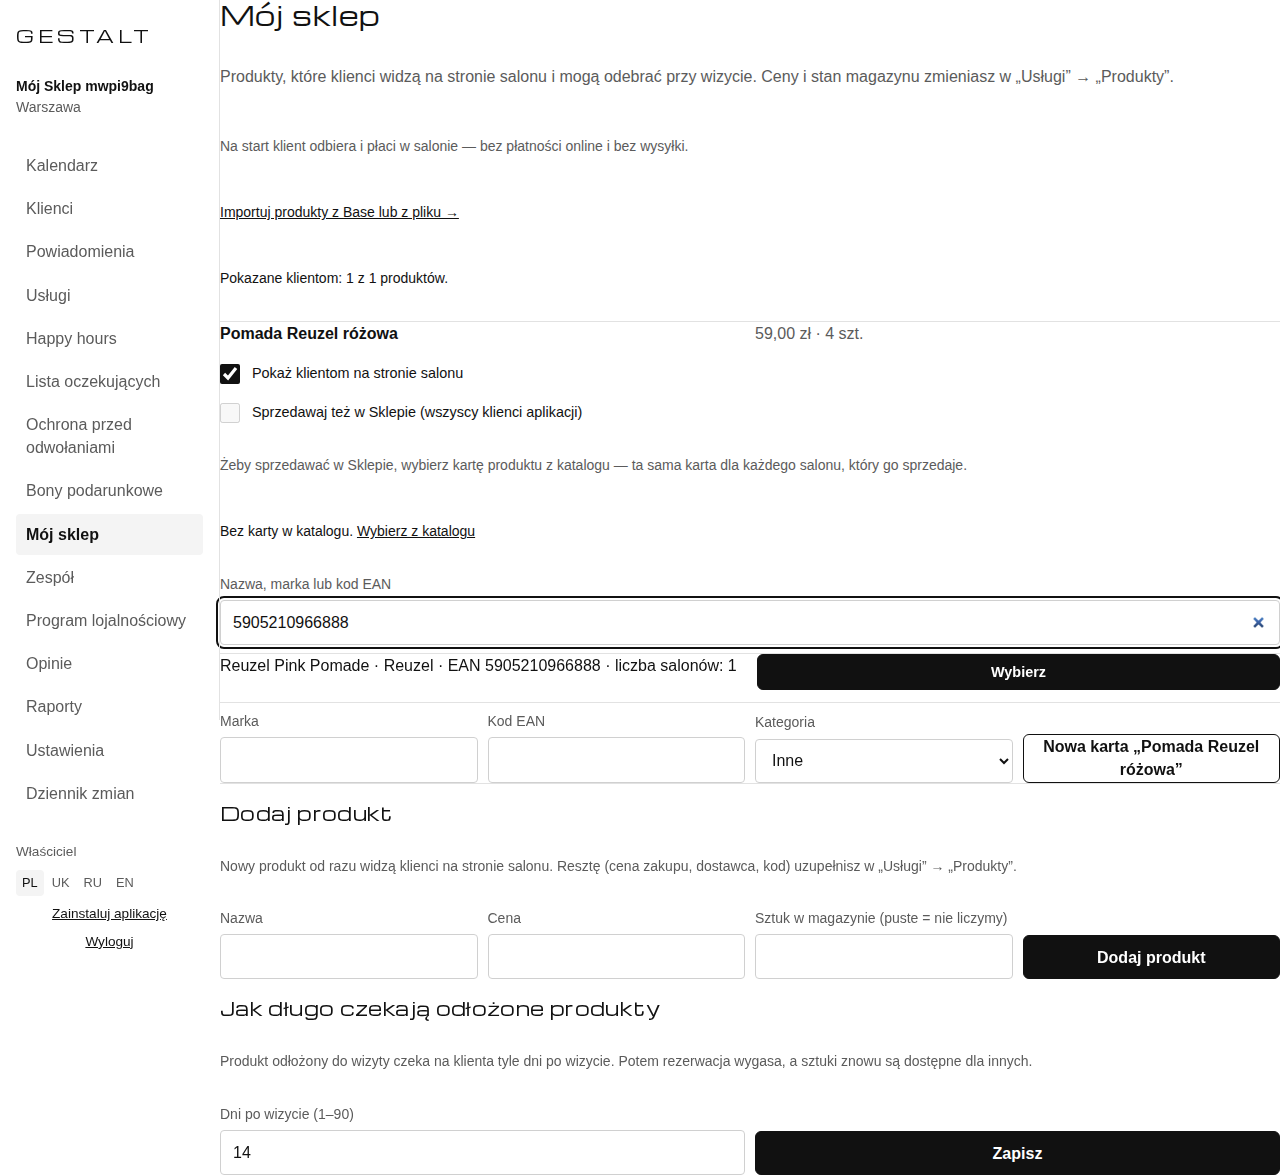 GESTALT
Mój Sklep mwpi9bag
Warszawa
Kalendarz
Klienci
Powiadomienia
Usługi
Happy hours
Lista oczekujących
Ochrona przed
odwołaniami
Bony podarunkowe
Mój sklep
Zespół
Program lojalnościowy
Opinie
Raporty
Ustawienia
Dziennik zmian
Właściciel
PL UK RU EN
Zainstaluj aplikację
Wyloguj
Mój sklep
Produkty, które klienci widzą na stronie salonu i mogą odebrać przy wizycie. Ceny i stan magazynu zmieniasz w „Usługi” → „Produkty”.
Na start klient odbiera i płaci w salonie — bez płatności online i bez wysyłki.
Importuj produkty z Base lub z pliku →
Pokazane klientom: 1 z 1 produktów.
Pomada Reuzel różowa 59,00 zł · 4 szt.
Pokaż klientom na stronie salonu
Sprzedawaj też w Sklepie (wszyscy klienci aplikacji)
Żeby sprzedawać w Sklepie, wybierz kartę produktu z katalogu — ta sama karta dla każdego salonu, który go sprzedaje.
Bez karty w katalogu. Wybierz z katalogu
Nazwa, marka lub kod EAN
5905210966888
Reuzel Pink Pomade · Reuzel · EAN 5905210966888 · liczba salonów: 1 Wybierz
Marka Kod EAN Kategoria
Inne
Nowa karta „Pomada Reuzel
różowa”
Dodaj produkt
Nowy produkt od razu widzą klienci na stronie salonu. Resztę (cena zakupu, dostawca, kod) uzupełnisz w „Usługi” → „Produkty”.
Nazwa Cena Sztuk w magazynie (puste = nie liczymy)
Dodaj produkt
Jak długo czekają odłożone produkty
Produkt odłożony do wizyty czeka na klienta tyle dni po wizycie. Potem rezerwacja wygasa, a sztuki znowu są dostępne dla innych.
Dni po wizycie (1–90)
14 Zapisz